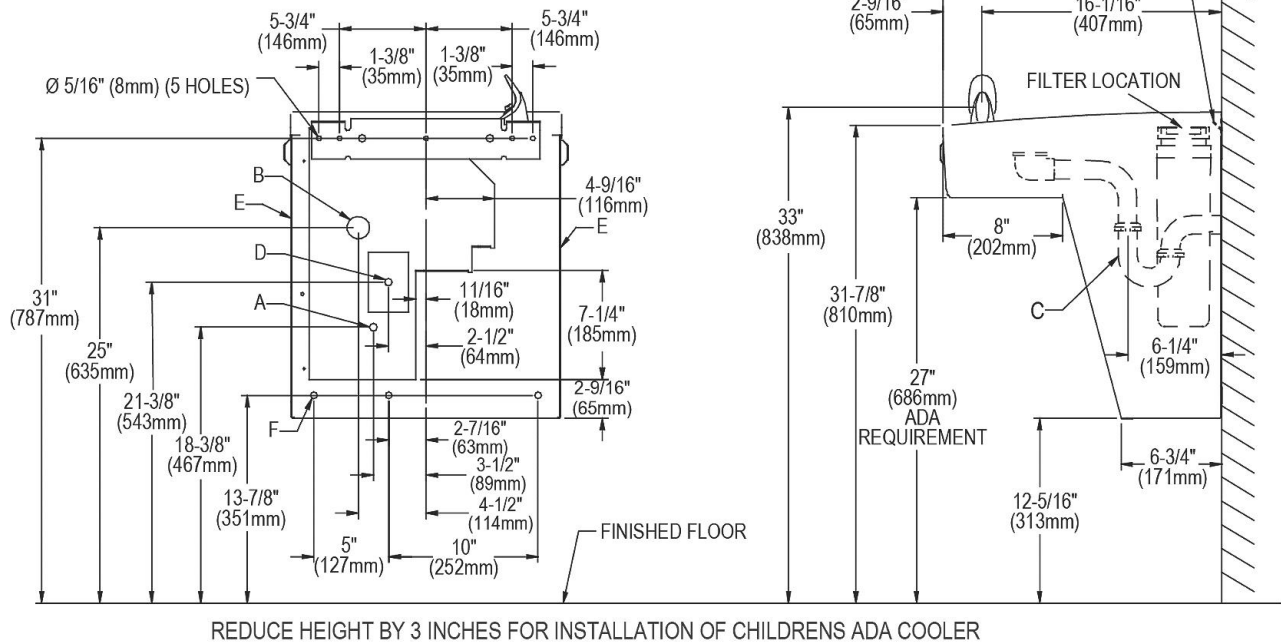 5-3/4"
(146mm)
5-3/4"
(146mm)
1-3/8"
(35mm)
1-3/8"
(35mm)
Ø 5/16" (8mm) (5 HOLES)
B
E
D
A
F
4-9/16"
(116mm)
E
11/16"
(18mm)
7-1/4"
(185mm)
2-1/2"
(64mm)
2-9/16"
(65mm)
31"
(787mm)
25"
(635mm)
21-3/8"
(543mm)
18-3/8"
(467mm)
13-7/8"
(351mm)
2-7/16"
(63mm)
3-1/2"
(89mm)
4-1/2"
(114mm)
5"
(127mm)
10"
(252mm)
FINISHED FLOOR
2-9/16
(65mm)
16-1/16"
(407mm)
FILTER LOCATION
33"
(838mm)
8"
(202mm)
31-7/8"
(810mm)
C
6-1/4"
(159mm)
27"
(686mm)
ADA
REQUIREMENT
6-3/4"
(171mm)
12-5/16"
(313mm)
REDUCE HEIGHT BY 3 INCHES FOR INSTALLATION OF CHILDRENS ADA COOLER